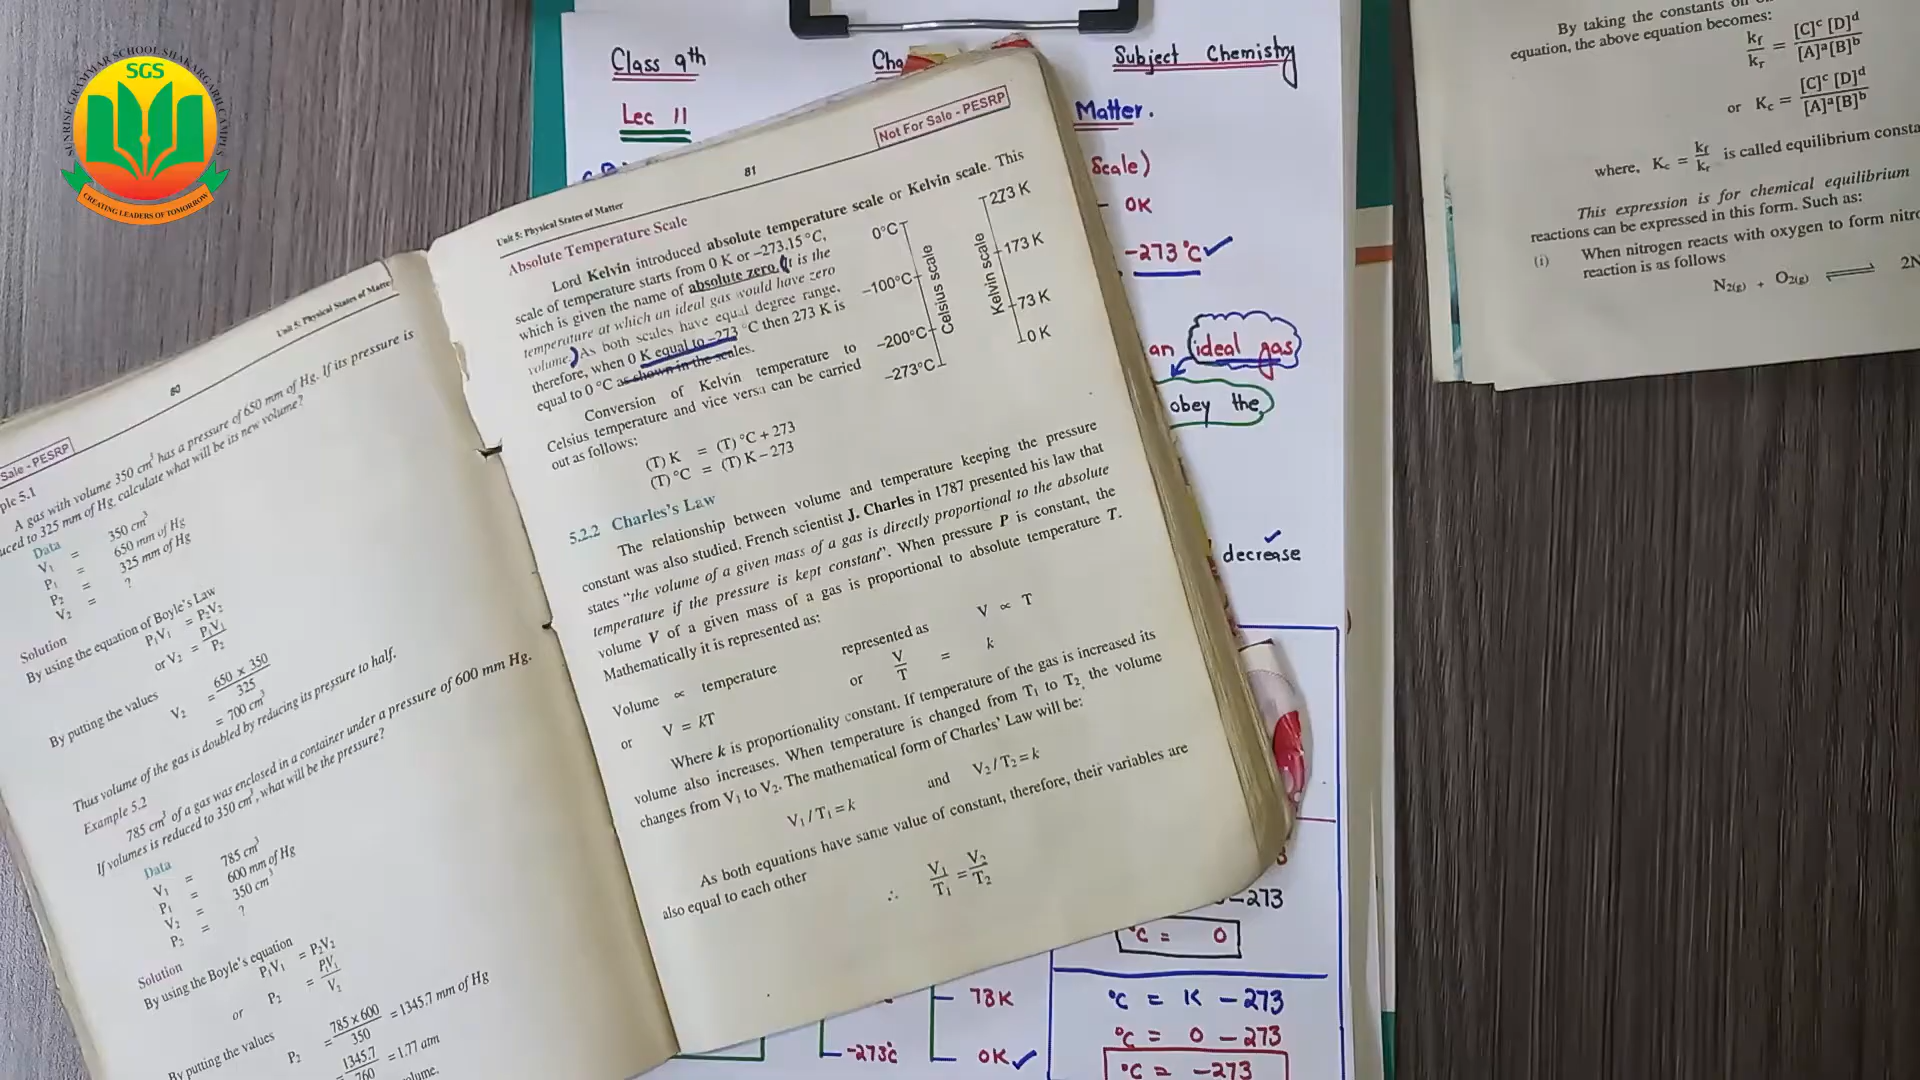 SUNRISE GRAMMAR SCHOOL SHAKARGARH CAMPUS
SGS
CREATING LEADERS OF TOMORROW
Class 9th
Subject Chemistry
Lec 11
Matter.
Scale)
OK
-273°C
an ideal gas
obey the
decrease
-273
°C = 0
°C = K - 273
°C = 0 - 273
°C = -273
73K
-273°C
OK
Unit 5: Physical States of Matter
81
Not For Sale - PESRP
Absolute Temperature Scale
Lord Kelvin introduced absolute temperature scale or Kelvin scale. This
scale of temperature starts from 0 K or –273.15 °C,
which is given the name of absolute zero. It is the
temperature at which an ideal gas would have zero
volume. As both scales have equal degree range,
therefore, when 0 K equal to –273 °C then 273 K is
equal to 0 °C as shown in the scales.
Conversion of Kelvin temperature to
Celsius temperature and vice versa can be carried
out as follows:
(T) K = (T) °C + 273
(T) °C = (T) K – 273
0°C
–100°C
–200°C
–273°C
Celsius scale
Kelvin scale
273 K
173 K
73 K
0 K
5.2.2 Charles's Law
The relationship between volume and temperature keeping the pressure
constant was also studied. French scientist J. Charles in 1787 presented his law that
states "the volume of a given mass of a gas is directly proportional to the absolute
temperature if the pressure is kept constant". When pressure P is constant, the
volume V of a given mass of a gas is proportional to absolute temperature T.
Mathematically it is represented as:
Volume ∝ temperature represented as V ∝ T
or V = kT or V/T = k
Where k is proportionality constant. If temperature of the gas is increased its
volume also increases. When temperature is changed from T₁ to T₂, the volume
changes from V₁ to V₂. The mathematical form of Charles' Law will be:
V₁ / T₁ = k and V₂ / T₂ = k
As both equations have same value of constant, therefore, their variables are
also equal to each other
∴ V₁/T₁ = V₂/T₂
80
Unit 5: Physical States of Matter
Sale - PESRP
ple 5.1
A gas with volume 350 cm³ has a pressure of 650 mm of Hg. If its pressure is
uced to 325 mm of Hg, calculate what will be its new volume?
Data
V₁ = 350 cm³
P₁ = 650 mm of Hg
P₂ = 325 mm of Hg
V₂ = ?
Solution
By using the equation of Boyle's Law
P₁V₁ = P₂V₂
or V₂ = P₁V₁/P₂
By putting the values
V₂ = 650 × 350/325
= 700 cm³
Thus volume of the gas is doubled by reducing its pressure to half.
Example 5.2
785 cm³ of a gas was enclosed in a container under a pressure of 600 mm Hg.
If volumes is reduced to 350 cm³, what will be the pressure?
Data
V₁ = 785 cm³
P₁ = 600 mm of Hg
V₂ = 350 cm³
P₂ = ?
Solution
By using the Boyle's equation
P₁V₁ = P₂V₂
or P₂ = P₁V₁/V₂
By putting the values
P₂ = 785 x 600/350 = 1345.7 mm of Hg
= 1345.7/760 = 1.77 atm
By taking the constants on
equation, the above equation becomes:
kf/kr = [C]ᶜ [D]ᵈ/[A]ᵃ[B]ᵇ
or Kc = [C]ᶜ [D]ᵈ/[A]ᵃ[B]ᵇ
where, Kc = kf/kr is called equilibrium consta
This expression is for chemical equilibrium
reactions can be expressed in this form. Such as:
(i) When nitrogen reacts with oxygen to form nitro
reaction is as follows
N₂(g) + O₂(g) ⇌ 2N